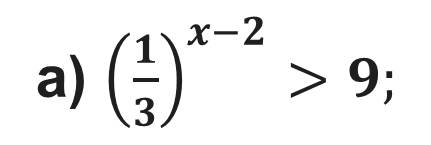 а) (1/3)^{x−2} > 9;